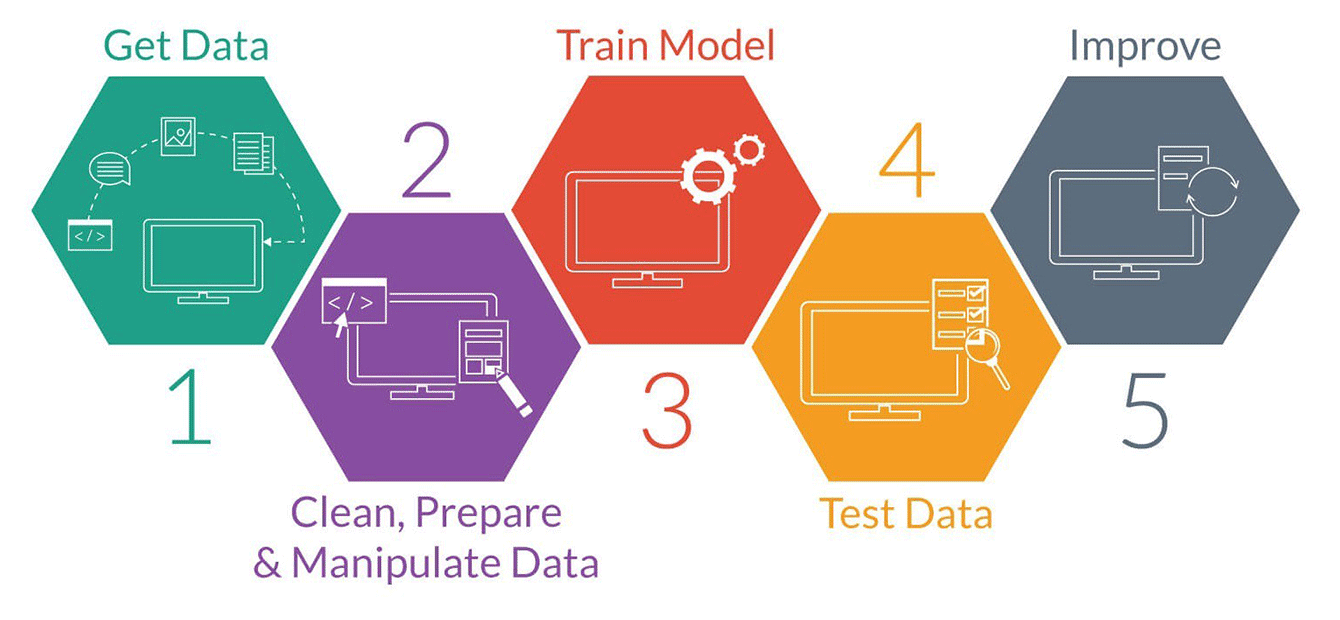 Get Data
1
2
Clean, Prepare
& Manipulate Data
Train Model
3
4
Test Data
Improve
5
<//>
</>